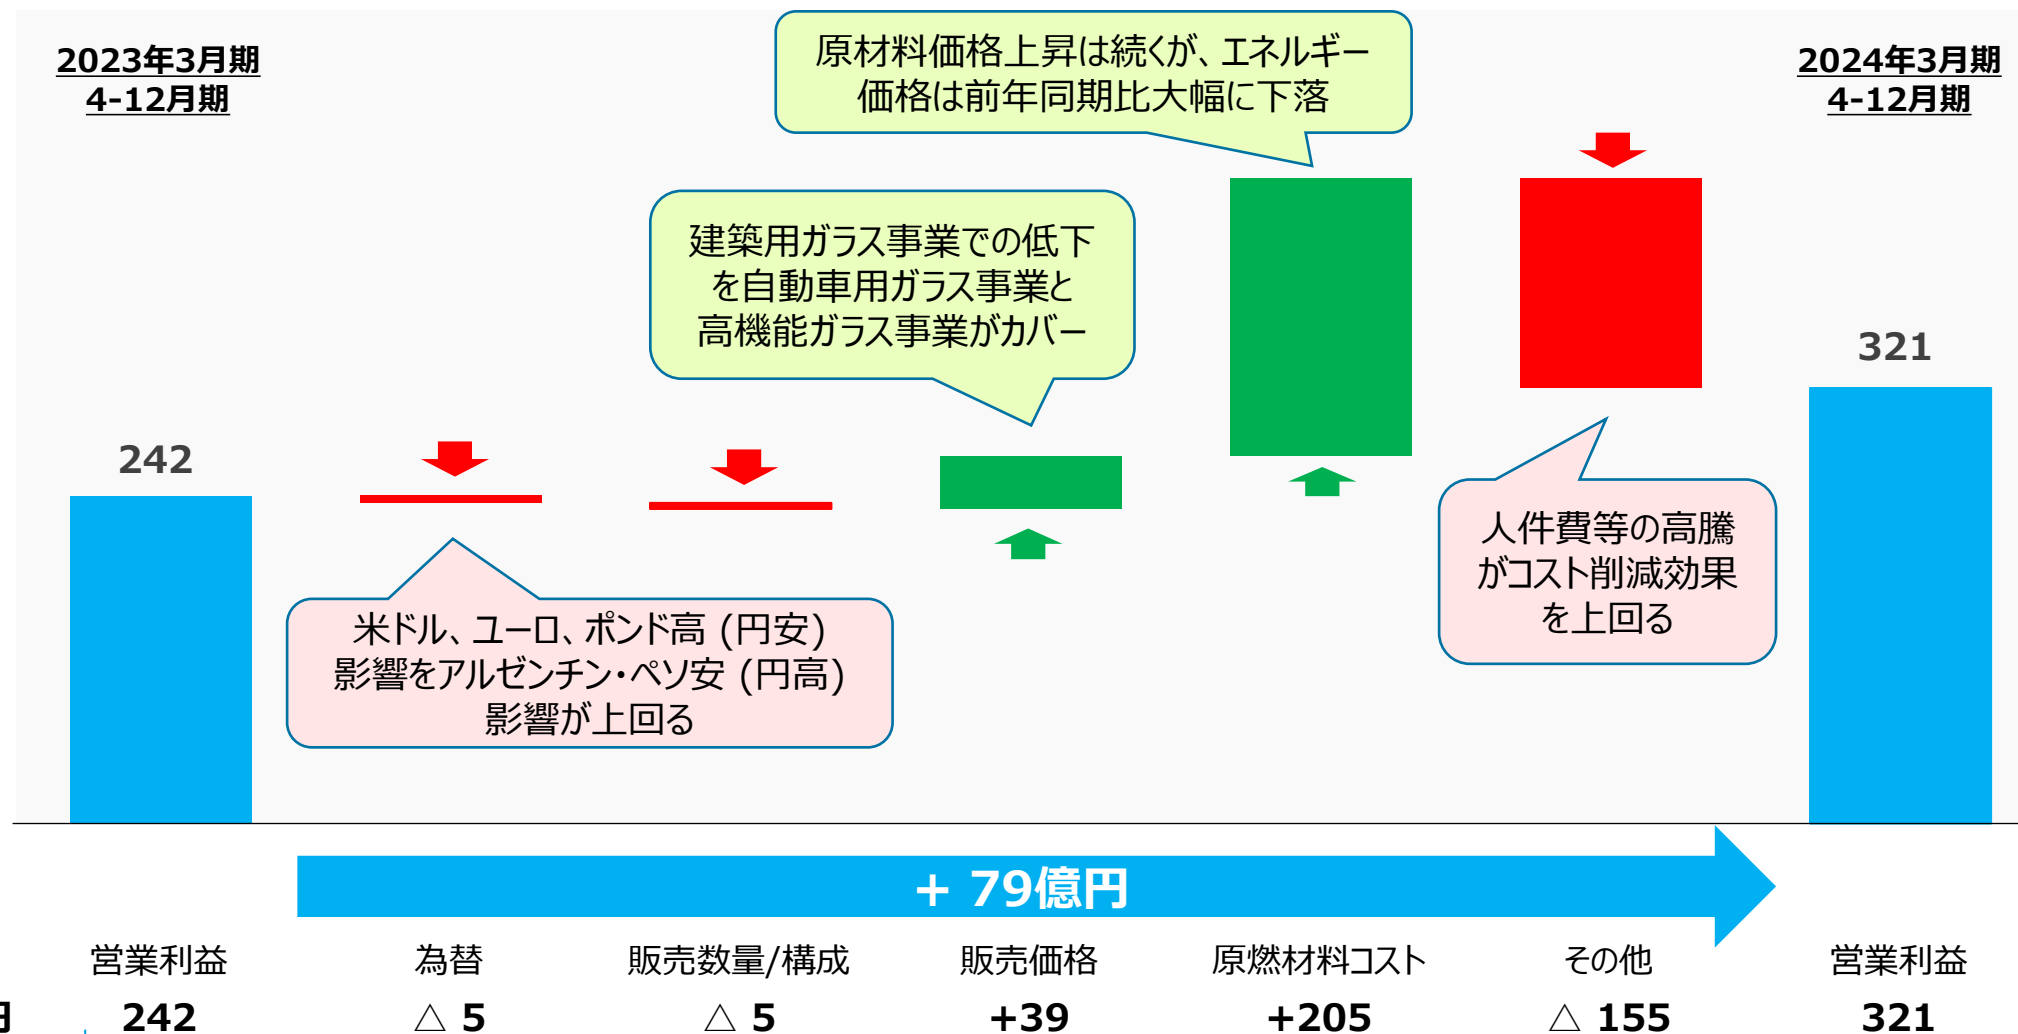 2023年3月期
4-12月期
原材料価格上昇は続くが、エネルギー
価格は前年同期比大幅に下落
2024年3月期
4-12月期
建築用ガラス事業での低下
を自動車用ガラス事業と
高機能ガラス事業がカバー
321
242
人件費等の高騰
がコスト削減効果
を上回る
米ドル、ユーロ、ポンド高 (円安)
影響をアルゼンチン・ペソ安 (円高)
影響が上回る
+ 79億円
営業利益 為替 販売数量/構成 販売価格 原燃材料コスト その他 営業利益
円 242 △ 5 △ 5 +39 +205 △ 155 321